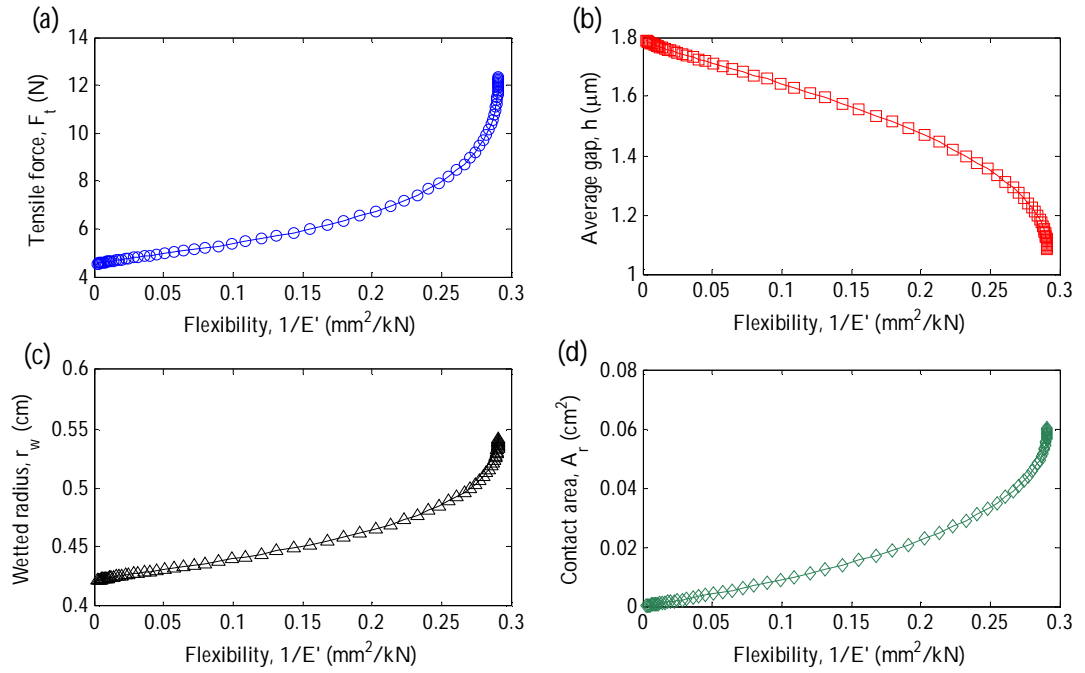 (a)
14
12
10
8
6
4
Tensile force, F_t (N)
0 0.05 0.1 0.15 0.2 0.25 0.3
Flexibility, 1/E' (mm²/kN)
(b)
1.8
1.6
1.4
1.2
1
Average gap, h (μm)
0 0.05 0.1 0.15 0.2 0.25 0.3
Flexibility, 1/E' (mm²/kN)
(c)
0.6
0.55
0.5
0.45
0.4
Wetted radius, r_w (cm)
0 0.05 0.1 0.15 0.2 0.25 0.3
Flexibility, 1/E' (mm²/kN)
(d)
0.08
0.06
0.04
0.02
0
Contact area, A_r (cm²)
0 0.05 0.1 0.15 0.2 0.25 0.3
Flexibility, 1/E' (mm²/kN)